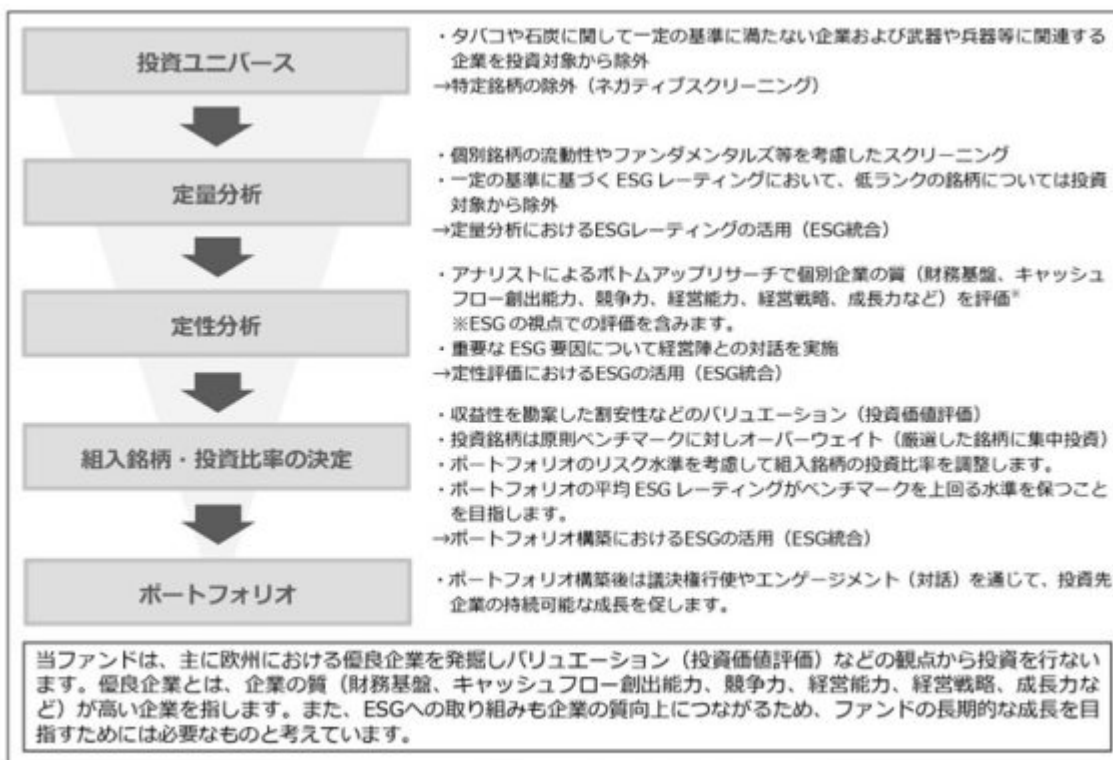 投資ユニバース
・タバコや石炭に関して一定の基準に満たない企業および武器や兵器等に関連する
企業を投資対象から除外
→特定銘柄の除外（ネガティブスクリーニング）
定量分析
・個別銘柄の流動性やファンダメンタルズ等を考慮したスクリーニング
・一定の基準に基づく ESG レーティングにおいて、低ランクの銘柄については投資
対象から除外
→定量分析におけるESGレーティングの活用（ESG統合）
定性分析
・アナリストによるボトムアップリサーチで個別企業の質（財務基盤、キャッシュ
フロー創出能力、競争力、経営能力、経営戦略、成長力など）を評価※
※ESG の視点での評価を含みます。
・重要な ESG 要因について経営陣との対話を実施
→定性評価におけるESGの活用（ESG統合）
組入銘柄・投資比率の決定
・収益性を勘案した割安性などのバリュエーション（投資価値評価）
・投資銘柄は原則ベンチマークに対しオーバーウェイト（厳選した銘柄に集中投資）
・ポートフォリオのリスク水準を考慮して組入銘柄の投資比率を調整します。
・ポートフォリオの平均 ESG レーティングがベンチマークを上回る水準を保つこと
を目指します。
→ポートフォリオ構築におけるESGの活用（ESG統合）
ポートフォリオ
・ポートフォリオ構築後は議決権行使やエンゲージメント（対話）を通じて、投資先
企業の持続可能な成長を促します。
当ファンドは、主に欧州における優良企業を発掘しバリュエーション（投資価値評価）などの観点から投資を行ない
ます。優良企業とは、企業の質（財務基盤、キャッシュフロー創出能力、競争力、経営能力、経営戦略、成長力な
ど）が高い企業を指します。また、ESGへの取り組みも企業の質向上につながるため、ファンドの長期的な成長を目
指すためには必要なものと考えています。